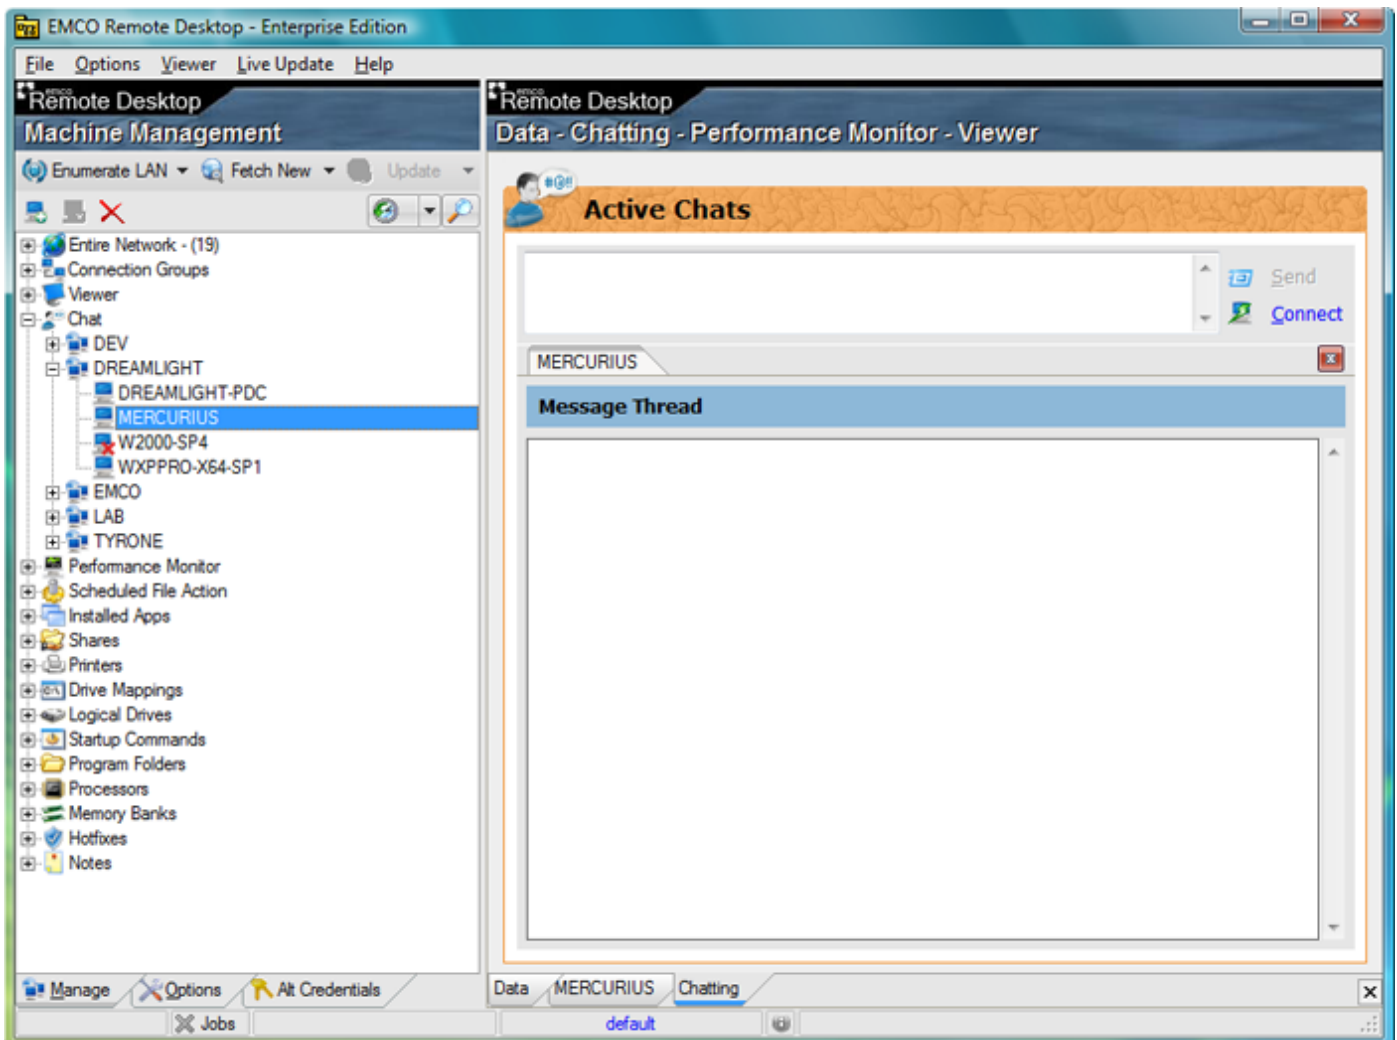 EMCO Remote Desktop - Enterprise Edition
File Options Viewer Live Update Help
emco
Remote Desktop
Machine Management
Enumerate LAN Fetch New Update
Entire Network - (19)
Connection Groups
Viewer
Chat
DEV
DREAMLIGHT
DREAMLIGHT-PDC
MERCURIUS
W2000-SP4
WXPPRO-X64-SP1
EMCO
LAB
TYRONE
Performance Monitor
Scheduled File Action
Installed Apps
Shares
Printers
Drive Mappings
Logical Drives
Startup Commands
Program Folders
Processors
Memory Banks
Hotfixes
Notes
Manage Options Alt Credentials
Jobs
emco
Remote Desktop
Data - Chatting - Performance Monitor - Viewer
#@!!
Active Chats
Send
Connect
MERCURIUS
Message Thread
Data MERCURIUS Chatting
default